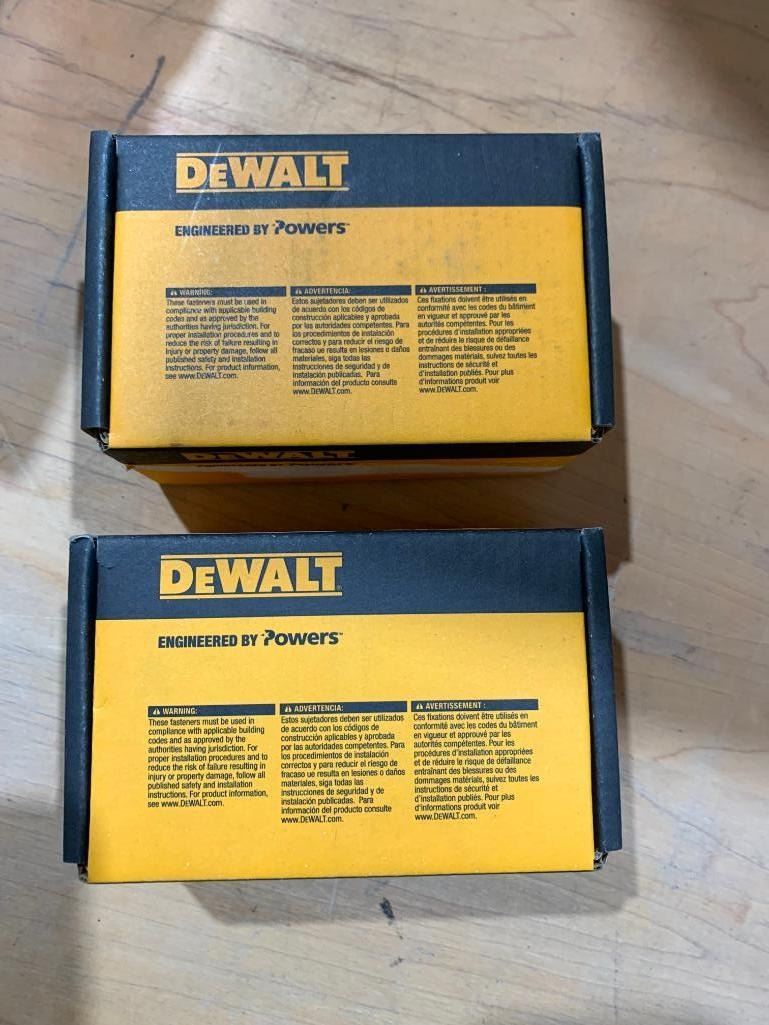 DEWALT
ENGINEERED BY Powers™
WARNING:
These fasteners must be used in
compliance with applicable building
codes and as approved by the
authorities having jurisdiction. For
proper installation procedures and to
reduce the risk of failure resulting in
injury or property damage, follow all
published safety and installation
instructions. For product information,
see www.DEWALT.com.
ADVERTENCIA:
Estos sujetadores deben ser utilizados
de acuerdo con los códigos de
construcción aplicables y aprobada
por las autoridades competentes. Para
los procedimientos de instalación
correctos y para reducir el riesgo de
fracaso ue resulta en lesiones o daños
materiales, siga todas las
instrucciones de seguridad y de
instalación publicadas. Para
información del producto consulte
www.DEWALT.com.
AVERTISSEMENT :
Ces fixations doivent être utilisés en
conformité avec les codes du bâtiment
en vigueur et approuvé par les
autorités compétentes. Pour les
procédures d'installation appropriées
et de réduire le risque de défaillance
entraînant des blessures ou des
dommages matérials, suivez toutes les
instructions de sécurité et
d'installation publiés. Pour plus
d'informations produit voir
www.DEWALT.com.
DEWALT
ENGINEERED BY Powers™
DEWALT®
ENGINEERED BY Powers™
WARNING:
These fasteners must be used in
compliance with applicable building
codes and as approved by the
authorities having jurisdiction. For
proper installation procedures and to
reduce the risk of failure resulting in
injury or property damage, follow all
published safety and installation
instructions. For product information,
see www.DEWALT.com.
ADVERTENCIA:
Estos sujetadores deben ser utilizados
de acuerdo con los códigos de
construcción aplicables y aprobada
por las autoridades competentes. Para
los procedimientos de instalación
correctos y para reducir el riesgo de
fracaso ue resulta en lesiones o daños
materiales, siga todas las
instrucciones de seguridad y de
instalación publicadas. Para
información del producto consulte
www.DEWALT.com.
AVERTISSEMENT :
Ces fixations doivent être utilisés en
conformité avec les codes du bâtiment
en vigueur et approuvé par les
autorités compétentes. Pour les
procédures d'installation appropriées
et de réduire le risque de défaillance
entraînant des blessures ou des
dommages matérials, suivez toutes les
instructions de sécurité et
d'installation publiés. Pour plus
d'informations produit voir
www.DEWALT.com.